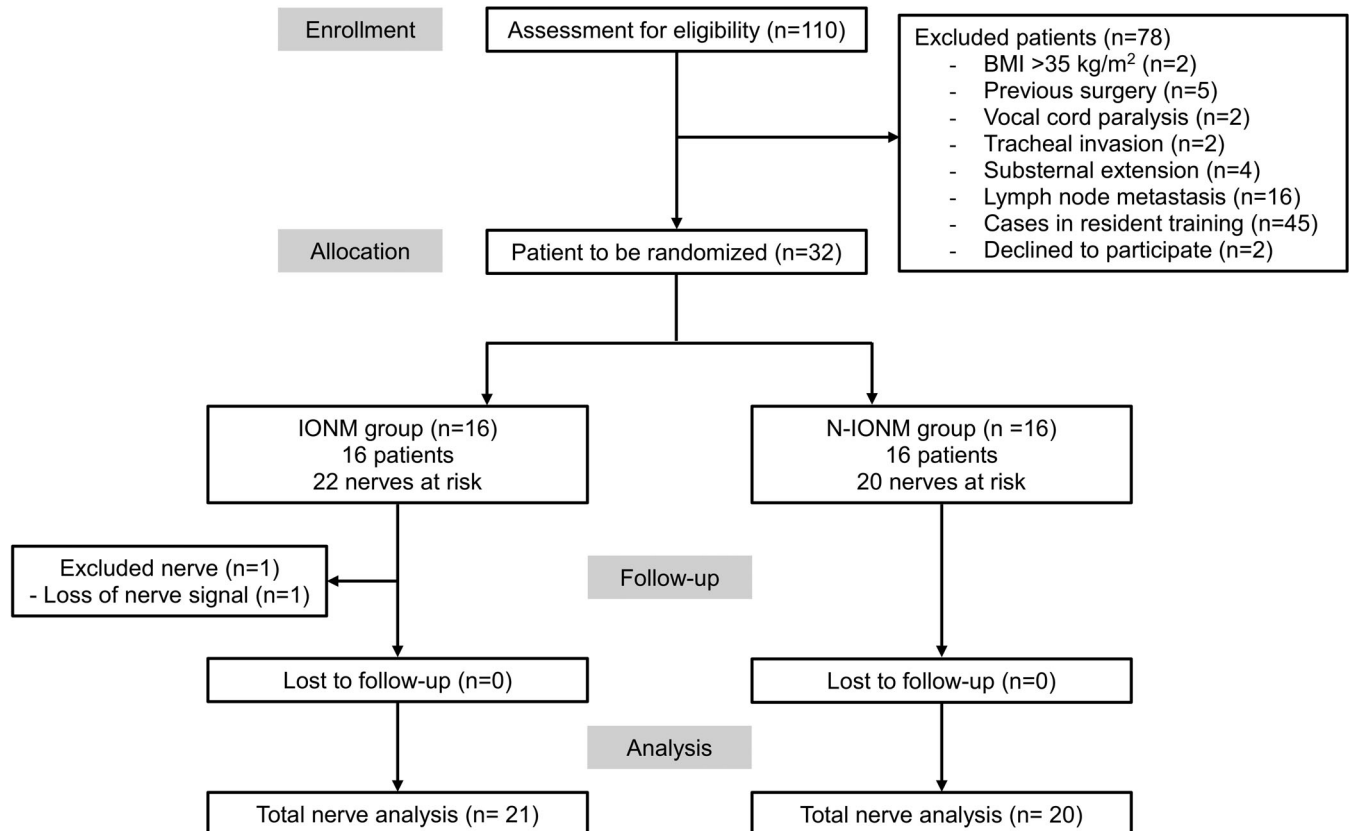 Enrollment
Assessment for eligibility (n=110)
Excluded patients (n=78)
- BMI >35 kg/m² (n=2)
- Previous surgery (n=5)
- Vocal cord paralysis (n=2)
- Tracheal invasion (n=2)
- Substernal extension (n=4)
- Lymph node metastasis (n=16)
- Cases in resident training (n=45)
- Declined to participate (n=2)
Allocation
Patient to be randomized (n=32)
IONM group (n=16)
16 patients
22 nerves at risk
N-IONM group (n =16)
16 patients
20 nerves at risk
Excluded nerve (n=1)
- Loss of nerve signal (n=1)
Follow-up
Lost to follow-up (n=0)
Lost to follow-up (n=0)
Analysis
Total nerve analysis (n= 21)
Total nerve analysis (n= 20)